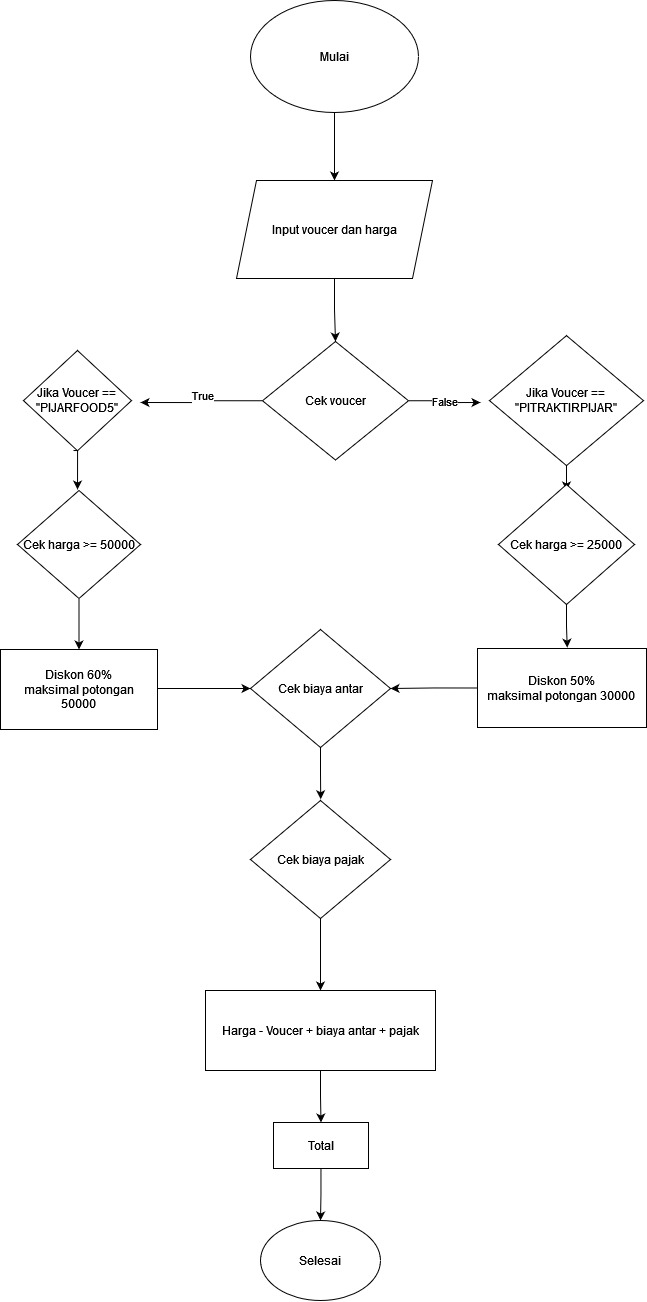 Mulai
Input voucer dan harga
Cek voucer
True
False
Jika Voucer ==
"PIJARFOOD5"
Jika Voucer ==
"PITRAKTIRPIJAR"
Cek harga >= 50000
Cek harga >= 25000
Diskon 60%
maksimal potongan
50000
Cek biaya antar
Diskon 50%
maksimal potongan 30000
Cek biaya pajak
Harga - Voucer + biaya antar + pajak
Total
Selesai